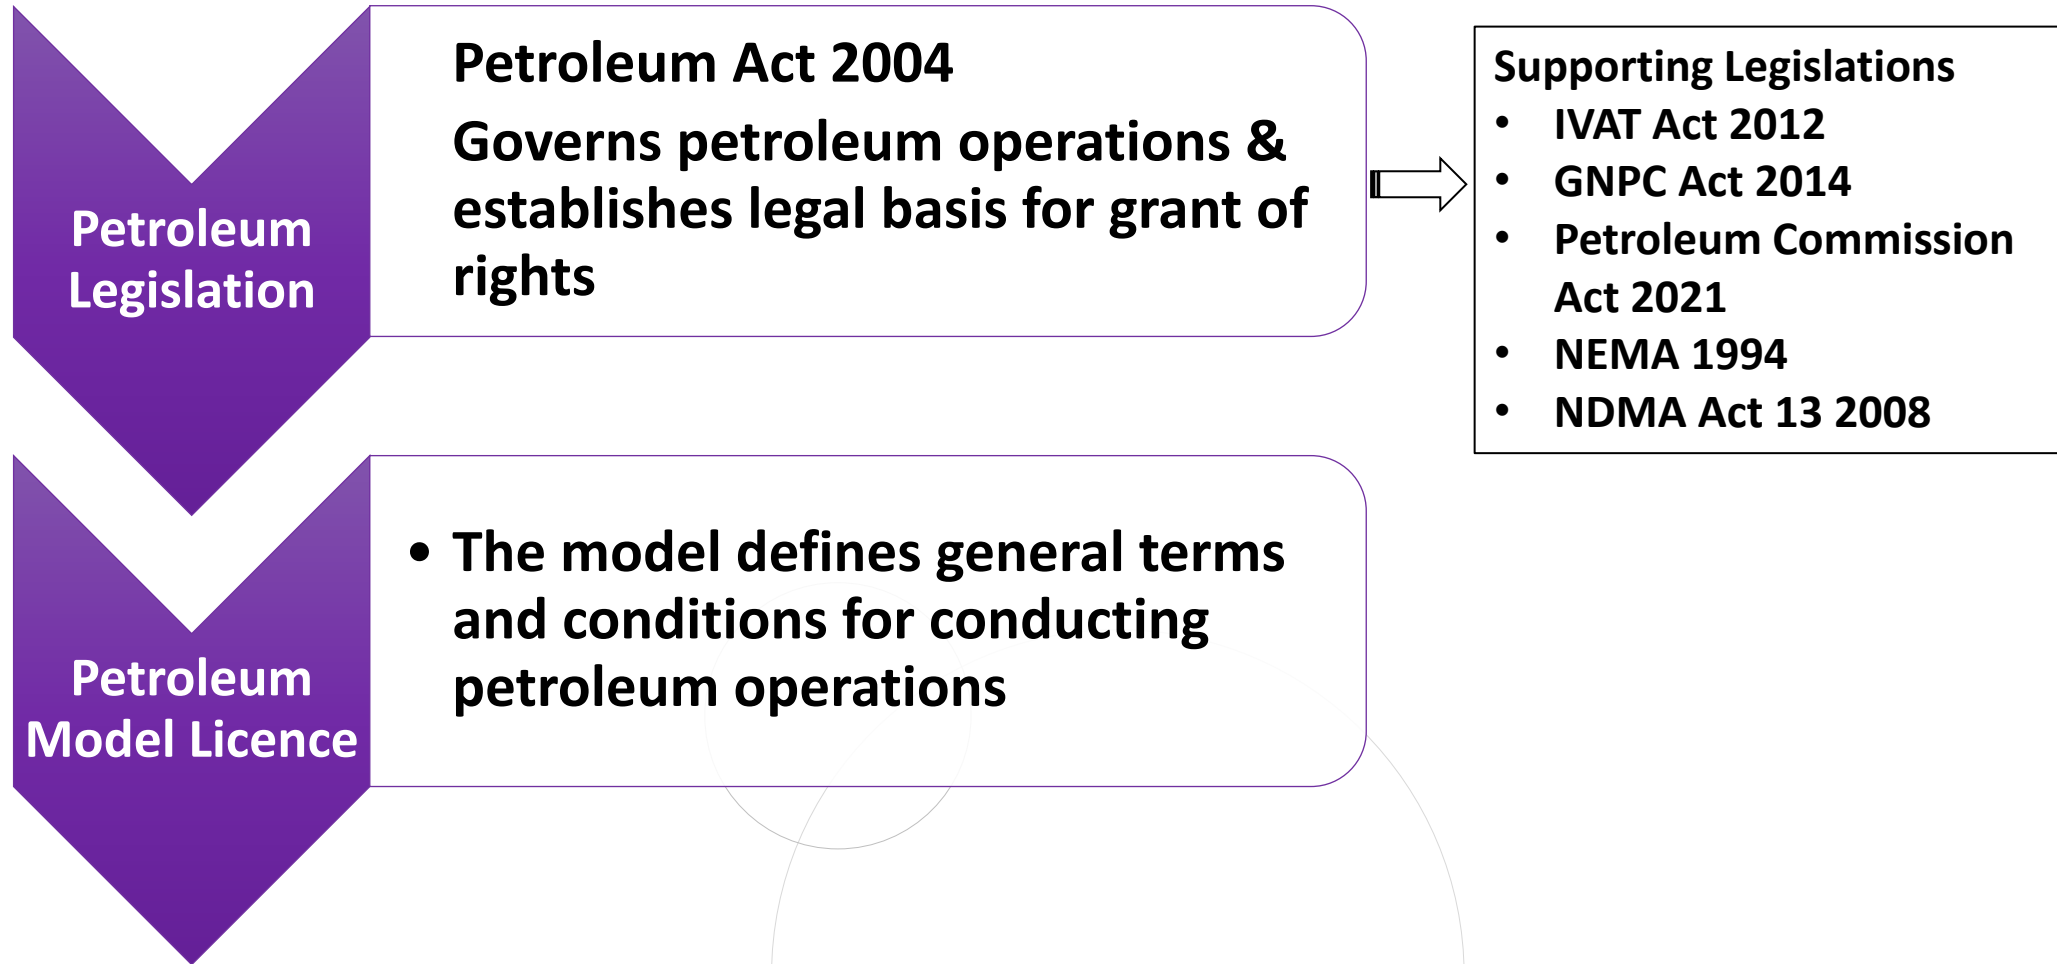 Petroleum
Legislation
Petroleum Act 2004
Governs petroleum operations &
establishes legal basis for grant of
rights
Supporting Legislations
• IVAT Act 2012
• GNPC Act 2014
• Petroleum Commission
Act 2021
• NEMA 1994
• NDMA Act 13 2008
Petroleum
Model Licence
• The model defines general terms
and conditions for conducting
petroleum operations